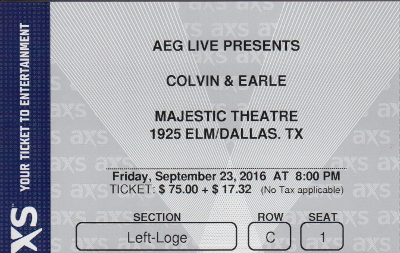 AEG LIVE PRESENTS
COLVIN & EARLE
MAJESTIC THEATRE
1925 ELM/DALLAS. TX
Friday, September 23, 2016 AT 8:00 PM
TICKET: $ 75.00 + $ 17.32 (No Tax applicable)
SECTION ROW SEAT
Left-Loge C 1
YOUR TICKET TO ENTERTAINMENT
axs